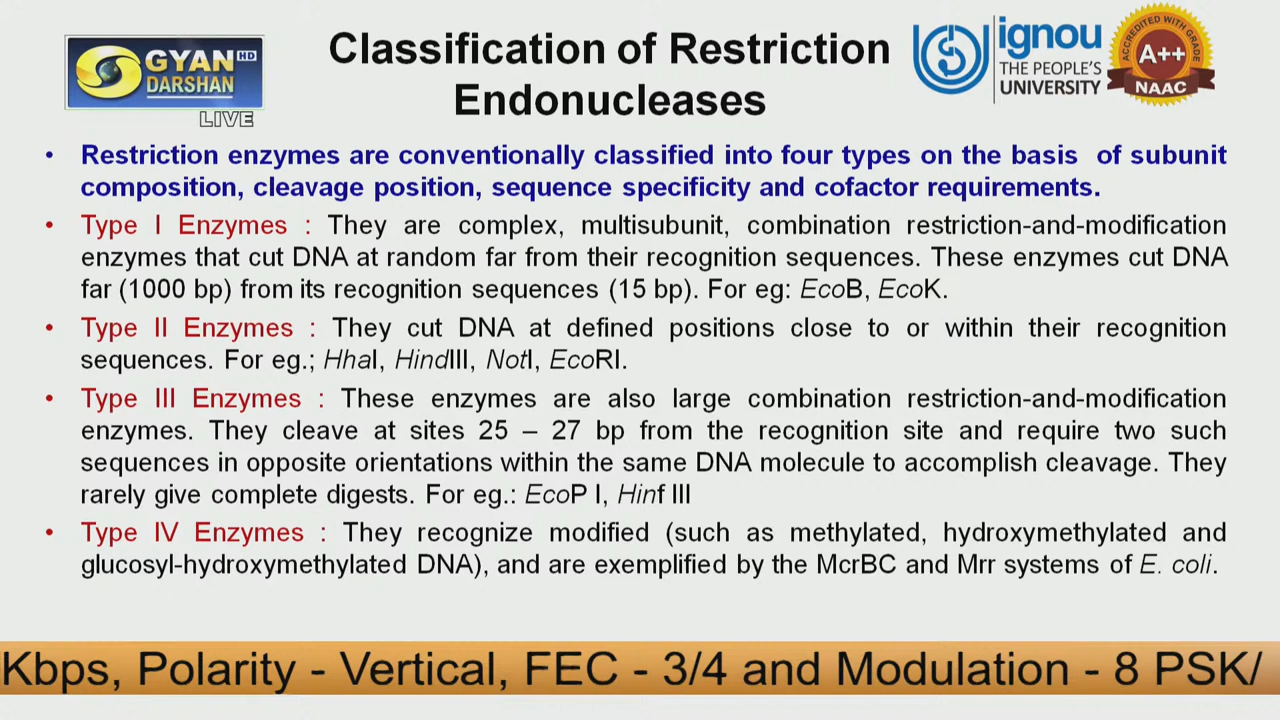 GYAN HD
DARSHAN
LIVE
Classification of Restriction
Endonucleases
ignou
THE PEOPLE'S
UNIVERSITY
ACCREDITED WITH GRADE
A++
NAAC
• Restriction enzymes are conventionally classified into four types on the basis of subunit
composition, cleavage position, sequence specificity and cofactor requirements.
• Type I Enzymes : They are complex, multisubunit, combination restriction-and-modification
enzymes that cut DNA at random far from their recognition sequences. These enzymes cut DNA
far (1000 bp) from its recognition sequences (15 bp). For eg: EcoB, EcoK.
• Type II Enzymes : They cut DNA at defined positions close to or within their recognition
sequences. For eg.; HhaI, HindIII, NotI, EcoRI.
• Type III Enzymes : These enzymes are also large combination restriction-and-modification
enzymes. They cleave at sites 25 – 27 bp from the recognition site and require two such
sequences in opposite orientations within the same DNA molecule to accomplish cleavage. They
rarely give complete digests. For eg.: EcoP I, Hinf III
• Type IV Enzymes : They recognize modified (such as methylated, hydroxymethylated and
glucosyl-hydroxymethylated DNA), and are exemplified by the McrBC and Mrr systems of E. coli.
Kbps, Polarity - Vertical, FEC - 3/4 and Modulation - 8 PSK/